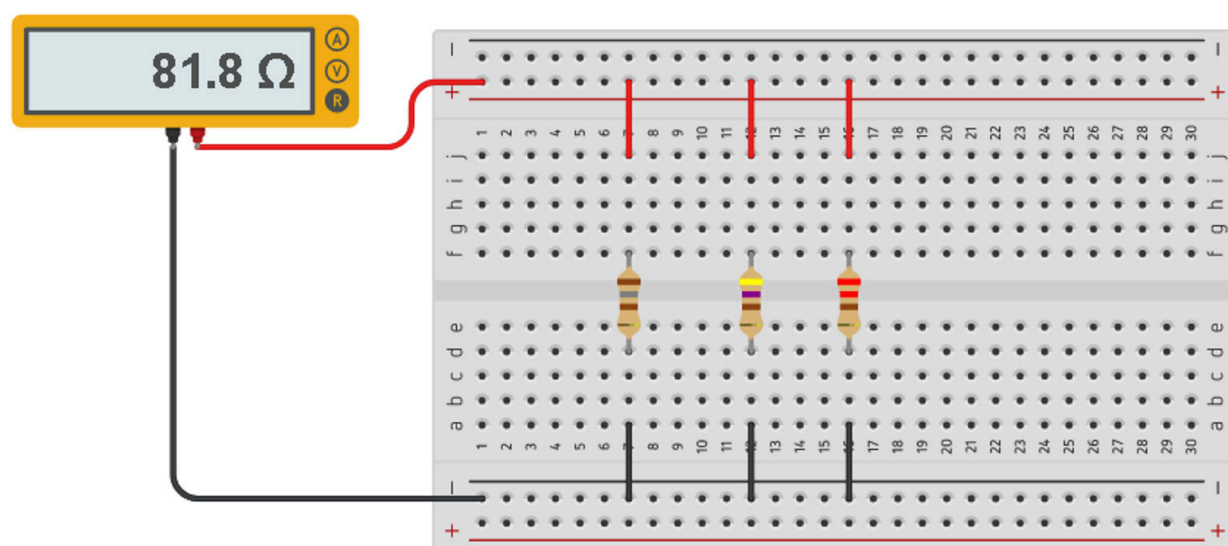 81.8 Ω
A
V
R
− −
+ +
1 2 3 4 5 6 7 8 9 10 11 12 13 14 15 16 17 18 19 20 21 22 23 24 25 26 27 28 29 30
j j
i i
h h
g g
f f
e e
d d
c c
b b
a a
1 2 3 4 5 6 7 8 9 10 11 12 13 14 15 16 17 18 19 20 21 22 23 24 25 26 27 28 29 30
− −
+ +